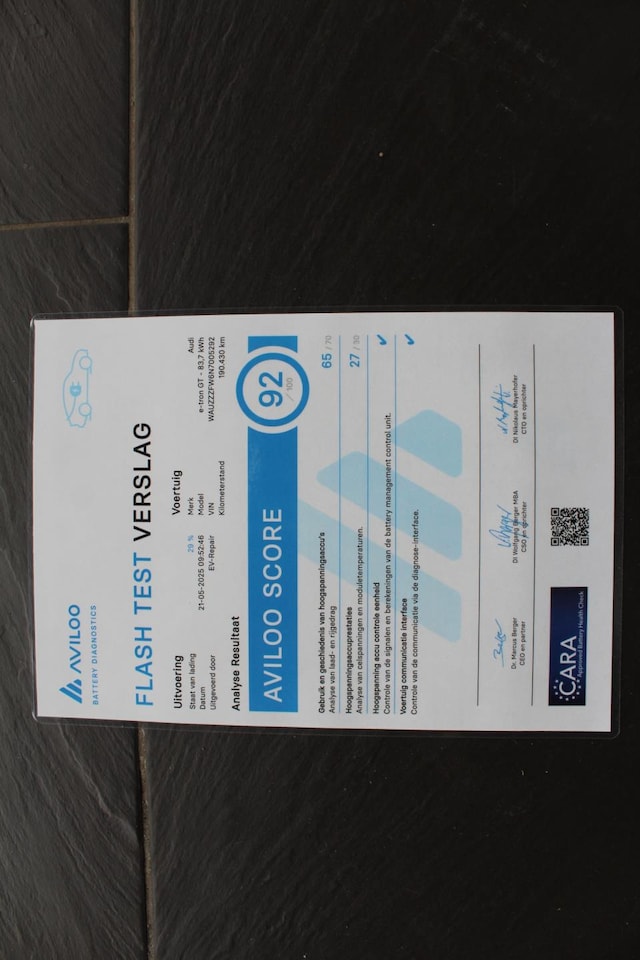 AVILOO
BATTERY DIAGNOSTICS
FLASH TEST VERSLAG
Uitvoering
Staat van lading 29 %
Datum 21-05-2025 09:52:46
Uitgevoerd door EV-Repair
Voertuig
Merk Audi
Model e-tron GT - 83,7 kWh
VIN WAUZZZFW6N7005292
Kilometerstand 190.430 km
Analyse Resultaat
AVILOO SCORE 92 / 100
Gebruik en geschiedenis van hoogspanningsaccu's 65 / 70
Analyse van laad- en rijgedrag
Hoogspanningsaccuprestaties 27 / 30
Analyse van celspanningen en moduletemperaturen.
Hoogspanning accu controle eenheid
Controle van de signalen en berekeningen van de battery management control unit.
Voertuig communicatie interface
Controle van de communicatie via de diagnose-interface.
Dr. Marcus Berger
CEO en partner
DI Wolfgang Berger MBA
CSO en oprichter
DI Nikolaus Mayerhofer
CTO en oprichter
CARA
Approved Battery Health Check